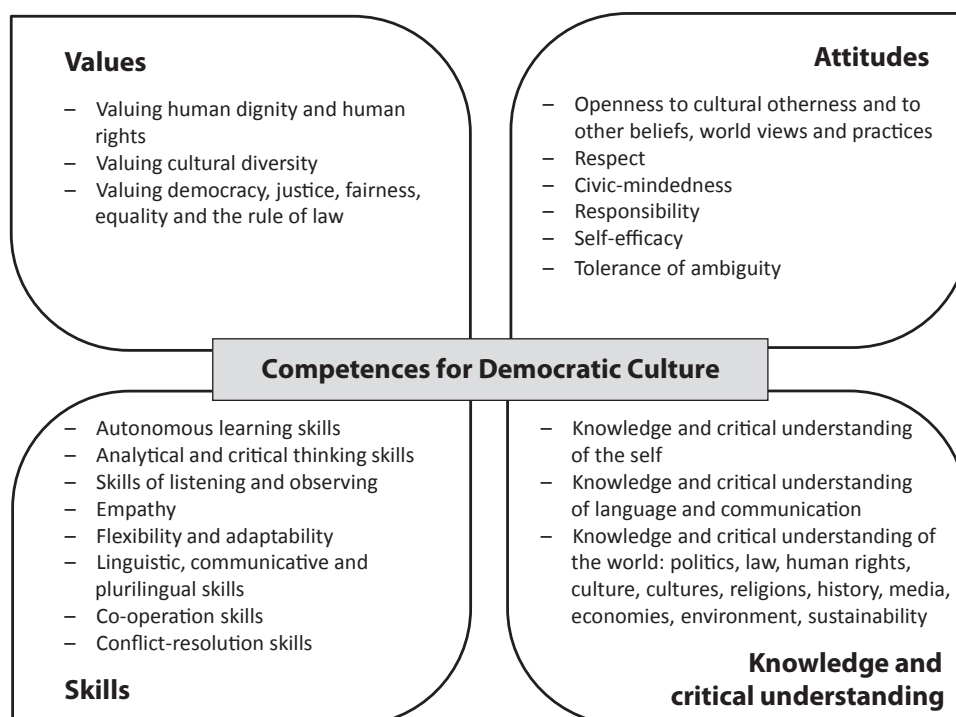 Values
– Valuing human dignity and human
rights
– Valuing cultural diversity
– Valuing democracy, justice, fairness,
equality and the rule of law
Attitudes
– Openness to cultural otherness and to
other beliefs, world views and practices
– Respect
– Civic-mindedness
– Responsibility
– Self-efficacy
– Tolerance of ambiguity
Competences for Democratic Culture
– Autonomous learning skills
– Analytical and critical thinking skills
– Skills of listening and observing
– Empathy
– Flexibility and adaptability
– Linguistic, communicative and
plurilingual skills
– Co-operation skills
– Conflict-resolution skills
Skills
– Knowledge and critical understanding
of the self
– Knowledge and critical understanding
of language and communication
– Knowledge and critical understanding of
the world: politics, law, human rights,
culture, cultures, religions, history, media,
economies, environment, sustainability
Knowledge and
critical understanding